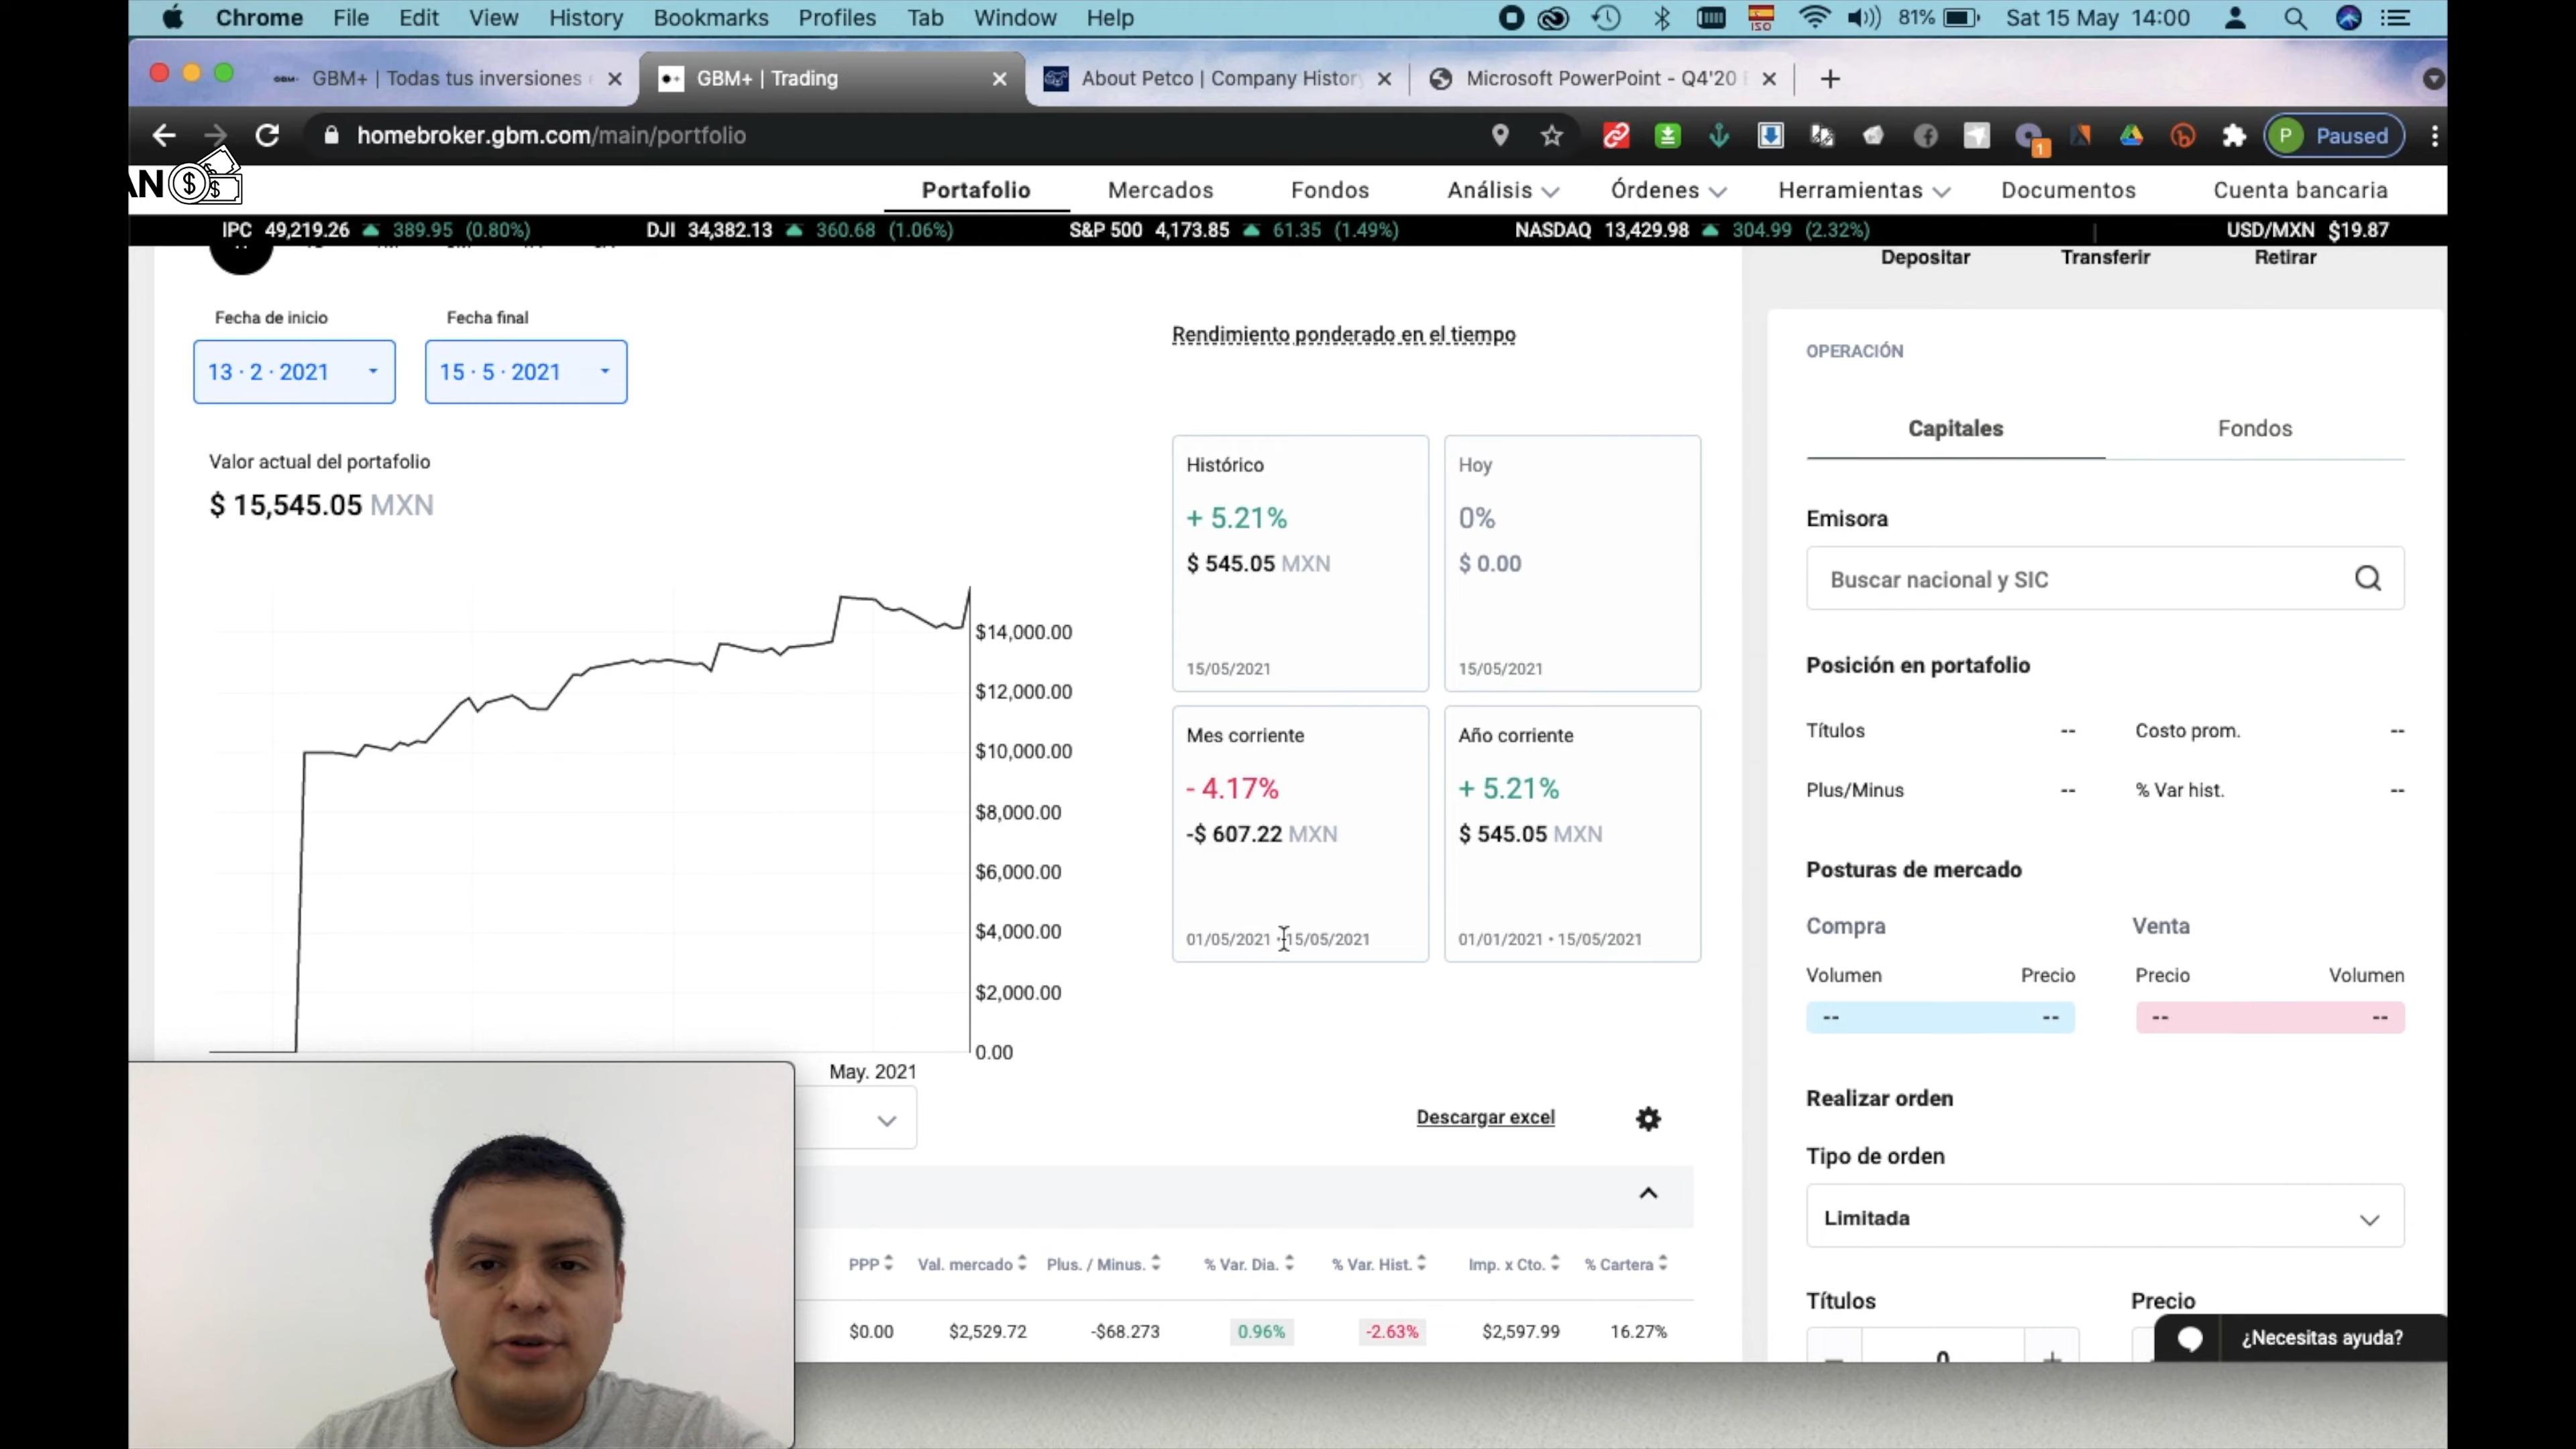 Chrome File Edit View History Bookmarks Profiles Tab Window Help 81% Sat 15 May 14:00
GBM+ | Todas tus inversiones GBM+ | Trading About Petco | Company History Microsoft PowerPoint - Q4'20
homebroker.gbm.com/main/portfolio P Paused
AN Portafolio Mercados Fondos Análisis Órdenes Herramientas Documentos Cuenta bancaria
IPC 49,219.26 389.95 (0.80%) DJI 34,382.13 360.68 (1.06%) S&P 500 4,173.85 61.35 (1.49%) NASDAQ 13,429.98 304.99 (2.32%) USD/MXN $19.87
Depositar Transferir Retirar
Fecha de inicio Fecha final
13 · 2 · 2021 15 · 5 · 2021
Valor actual del portafolio
$ 15,545.05 MXN
$14,000.00
$12,000.00
$10,000.00
$8,000.00
$6,000.00
$4,000.00
$2,000.00
0.00
May. 2021
Rendimiento ponderado en el tiempo
Histórico
+ 5.21%
$ 545.05 MXN
15/05/2021
Hoy
0%
$ 0.00
15/05/2021
Mes corriente
- 4.17%
-$ 607.22 MXN
01/05/2021 • 15/05/2021
Año corriente
+ 5.21%
$ 545.05 MXN
01/01/2021 • 15/05/2021
Descargar excel
PPP Val. mercado Plus. / Minus. % Var. Dia. % Var. Hist. Imp. x Cto. % Cartera
$0.00 $2,529.72 -$68.273 0.96% -2.63% $2,597.99 16.27%
OPERACIÓN
Capitales Fondos
Emisora
Buscar nacional y SIC
Posición en portafolio
Títulos -- Costo prom. --
Plus/Minus -- % Var hist. --
Posturas de mercado
Compra Venta
Volumen Precio Precio Volumen
-- -- -- --
Realizar orden
Tipo de orden
Limitada
Títulos Precio
0
¿Necesitas ayuda?